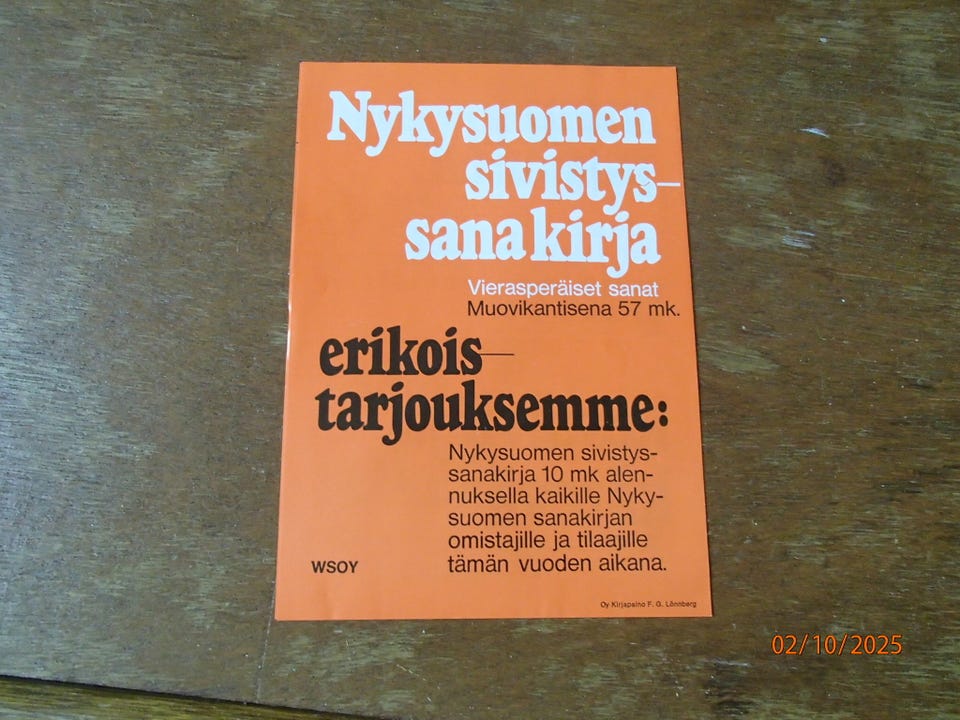 Nykysuomen
sivistys-
sanakirja
Vierasperäiset sanat
Muovikantisena 57 mk.
erikois-
tarjouksemme:
Nykysuomen sivistys-
sanakirja 10 mk alen-
nuksella kaikille Nyky-
suomen sanakirjan
omistajille ja tilaajille
tämän vuoden aikana.
WSOY
Oy Kirjapaino F. G. Lönnberg
02/10/2025